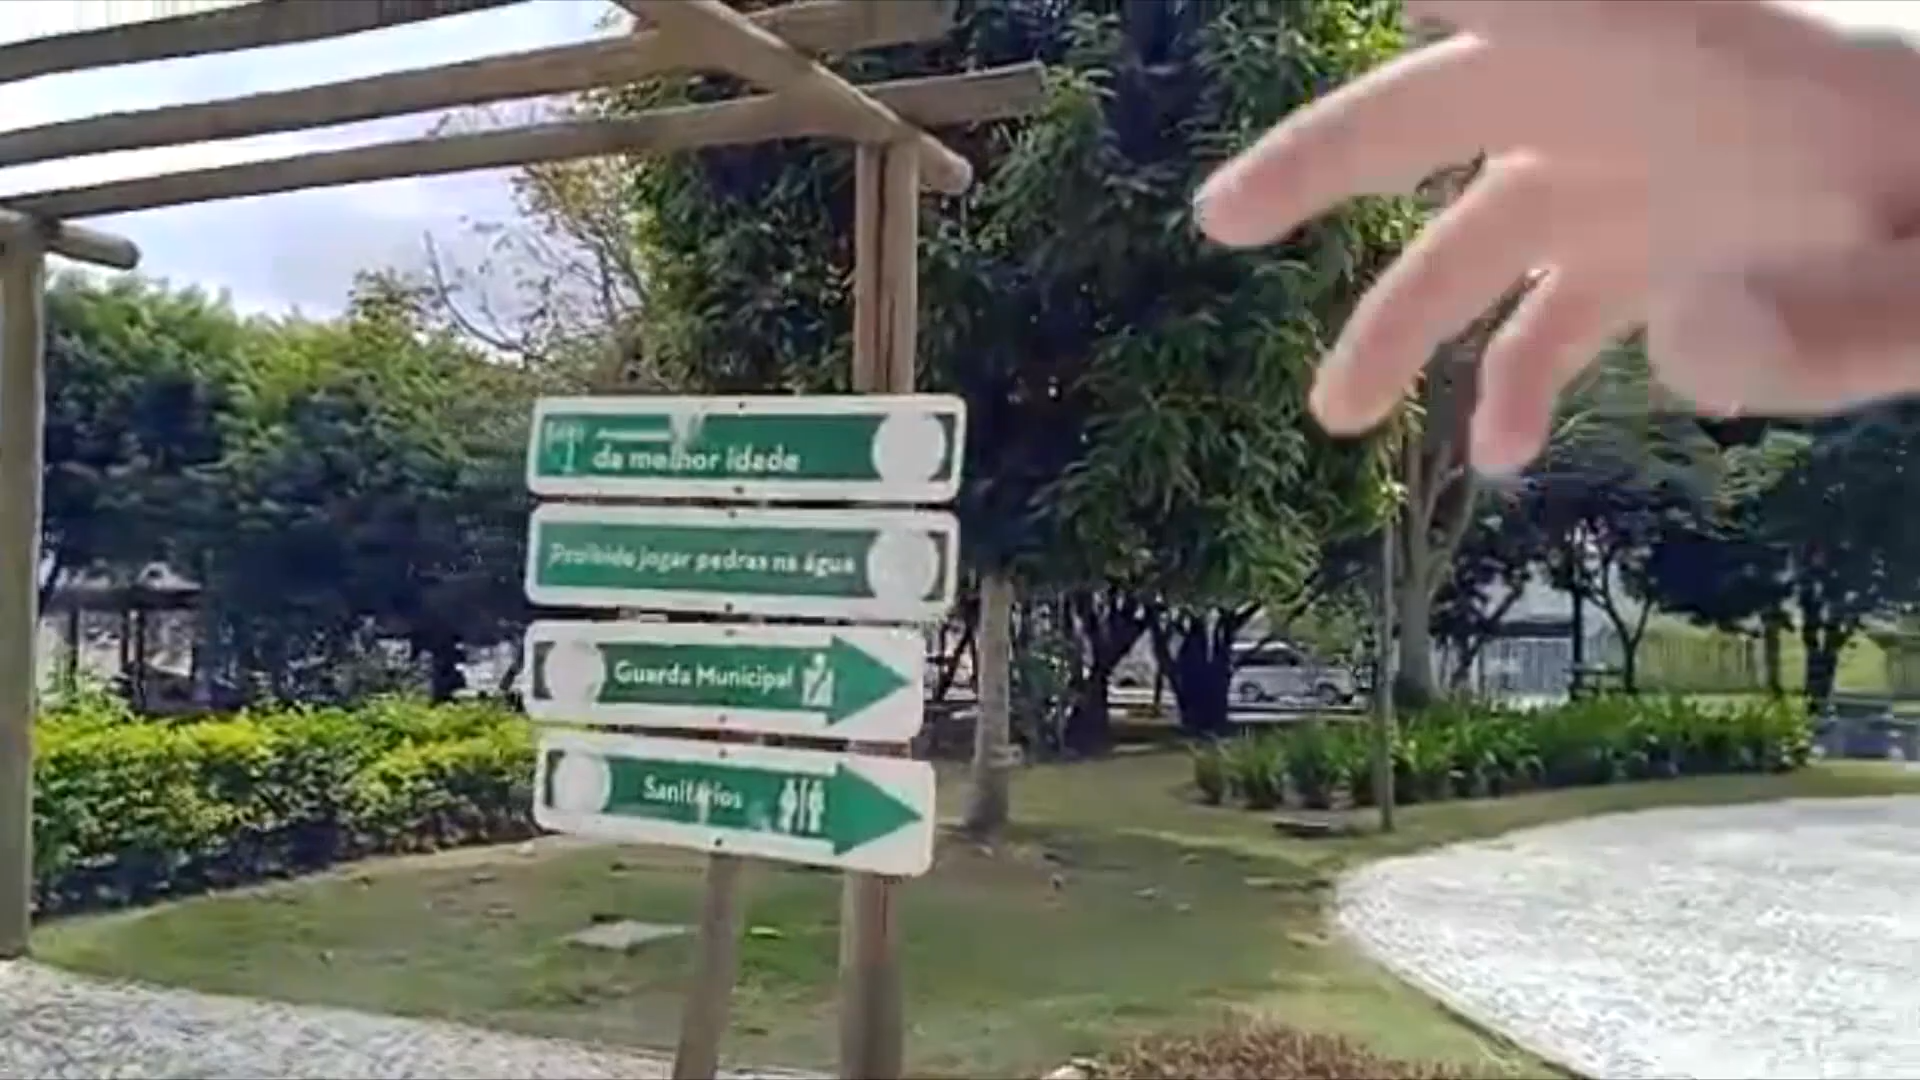 da melhor idade
Proibido jogar pedras na água
Guarda Municipal
Sanitários